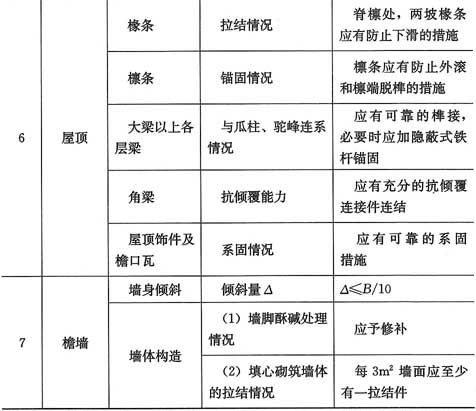 6
屋顶
椽条
拉结情况
脊檩处，两坡椽条
应有防止下滑的措施
檩条
锚固情况
檩条应有防止外滚
和檩端脱榫的措施
大梁以上各
层梁
与瓜柱、驼峰连系
情况
应有可靠的榫接，
必要时应加隐蔽式铁
杆锚固
角梁
抗倾覆能力
应有充分的抗倾覆
连接件连结
屋顶饰件及
檐口瓦
系固情况
应有可靠的系固
措施
7
檐墙
墙身倾斜
倾斜量Δ
Δ≤B/10
墙体构造
（1）墙脚酥碱处理
情况
应予修补
（2）填心砌筑墙体
的拉结情况
每3m²墙面应至少
有一拉结件